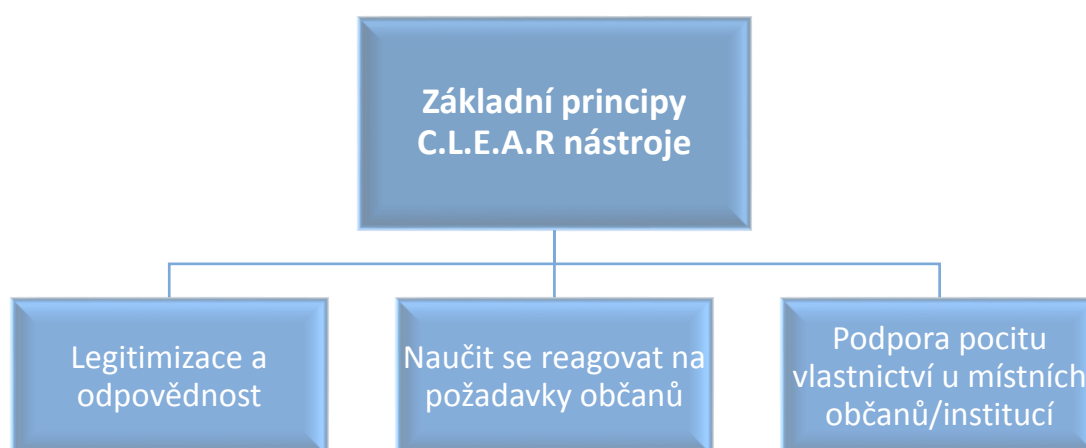 Základní principy
C.L.E.A.R nástroje
Legitimizace a
odpovědnost
Naučit se reagovat na
požadavky občanů
Podpora pocitu
vlastnictví u místních
občanů/institucí